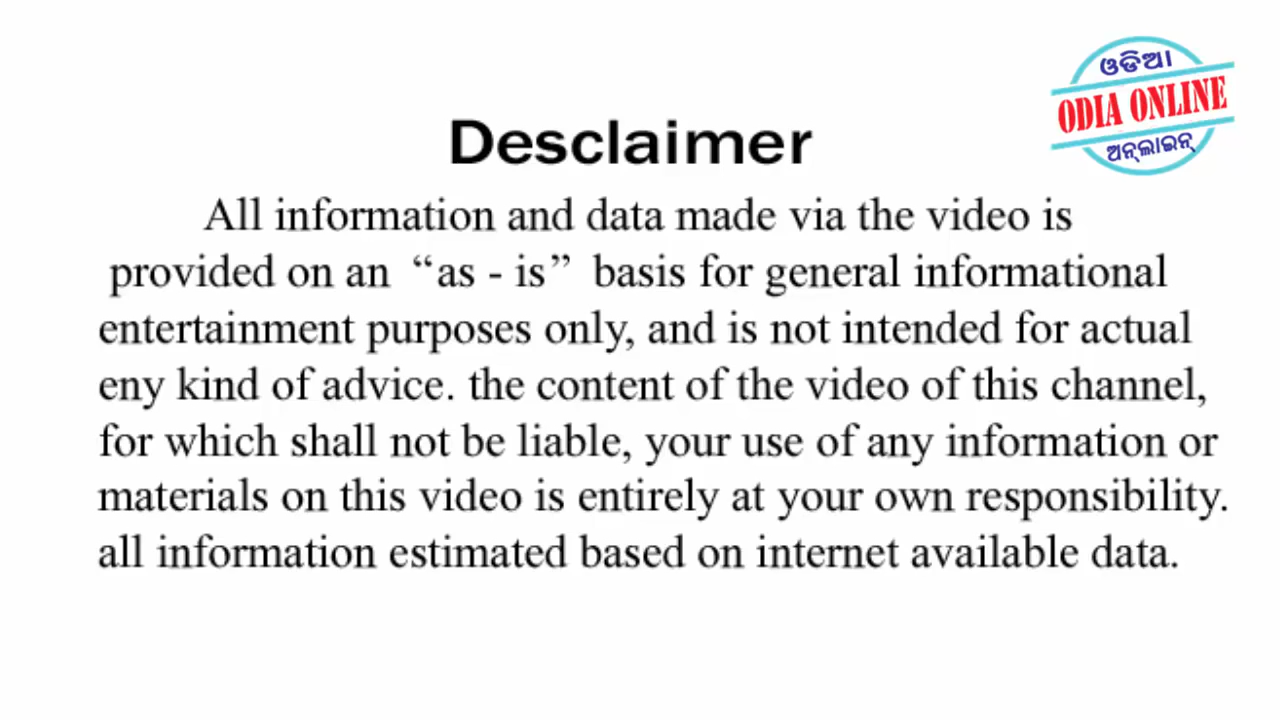 ଓଡିଆ
ODIA ONLINE
ଅନ୍‌ଲାଇନ୍
Desclaimer
All information and data made via the video is
provided on an “as - is” basis for general informational
entertainment purposes only, and is not intended for actual
eny kind of advice. the content of the video of this channel,
for which shall not be liable, your use of any information or
materials on this video is entirely at your own responsibility.
all information estimated based on internet available data.